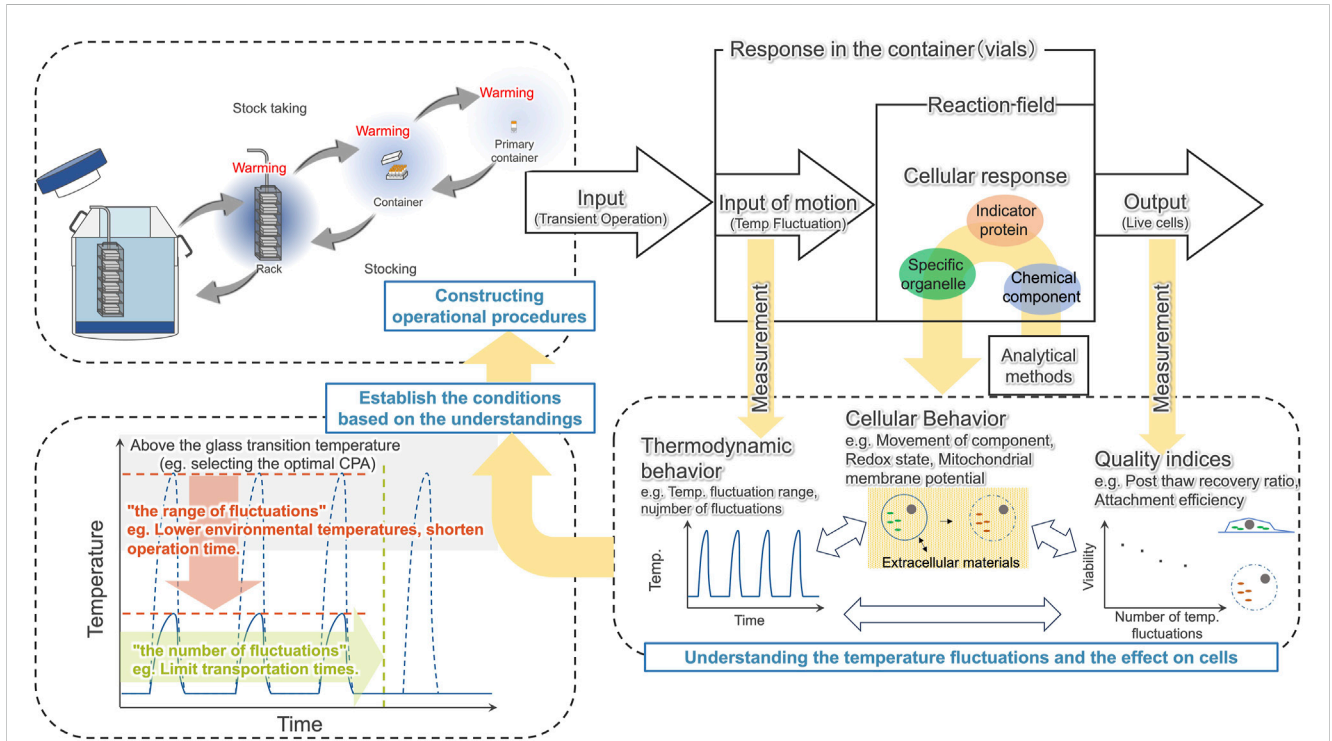 Stock taking
Warming
Warming
Warming
Primary
container
Container
Rack
Stocking
Constructing
operational procedures
Response in the container(vials)
Reaction-field
Input
(Transient Operation)
Input of motion
(Temp Fluctuation)
Cellular response
Indicator
protein
Specific
organelle
Chemical
component
Output
(Live cells)
Measurement
Analytical
methods
Measurement
Establish the conditions
based on the understandings
Above the glass transition temperature
(eg. selecting the optimal CPA)
"the range of fluctuations"
eg. Lower environmental temperatures, shorten
operation time.
"the number of fluctuations"
eg. Limit transportation times.
Temperature
Time
Thermodynamic
behavior
e.g. Temp. fluctuation range,
nujmber of fluctuations
Temp.
Time
Cellular Behavior
e.g. Movement of component,
Redox state, Mitochondrial
membrane potential
Extracellular materials
Quality indices
e.g. Post thaw recovery ratio,
Attachment efficiency
Viability
Number of temp.
fluctuations
Understanding the temperature fluctuations and the effect on cells